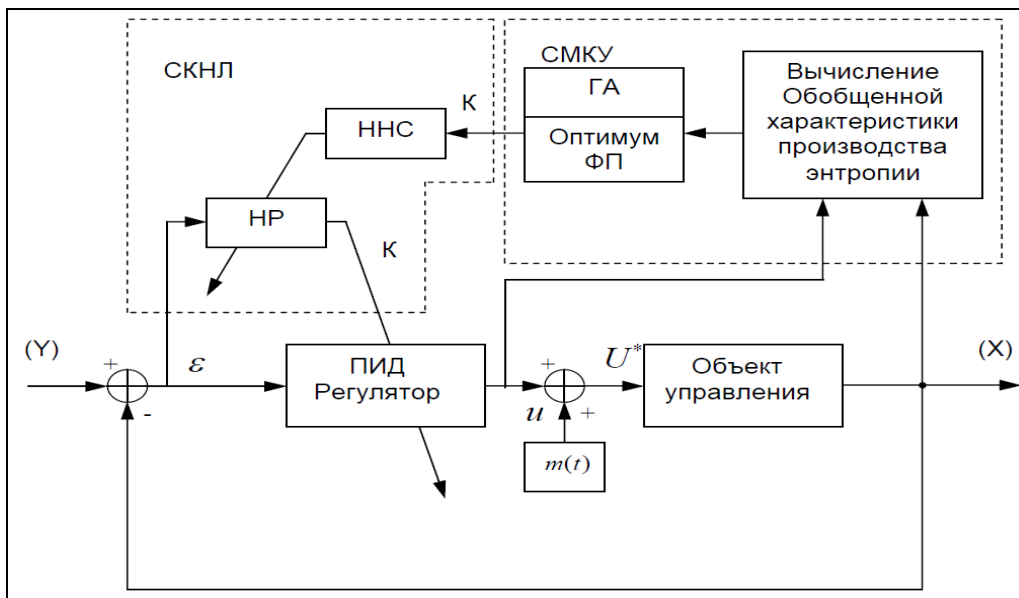 СКНЛ
СМКУ
ГА
Оптимум
ФП
Вычисление
Обобщенной
характеристики
производства
энтропии
К
ННС
НР
К
(Y)
+
-
ε
ПИД
Регулятор
u
+
+
m(t)
U*
Объект
управления
(X)